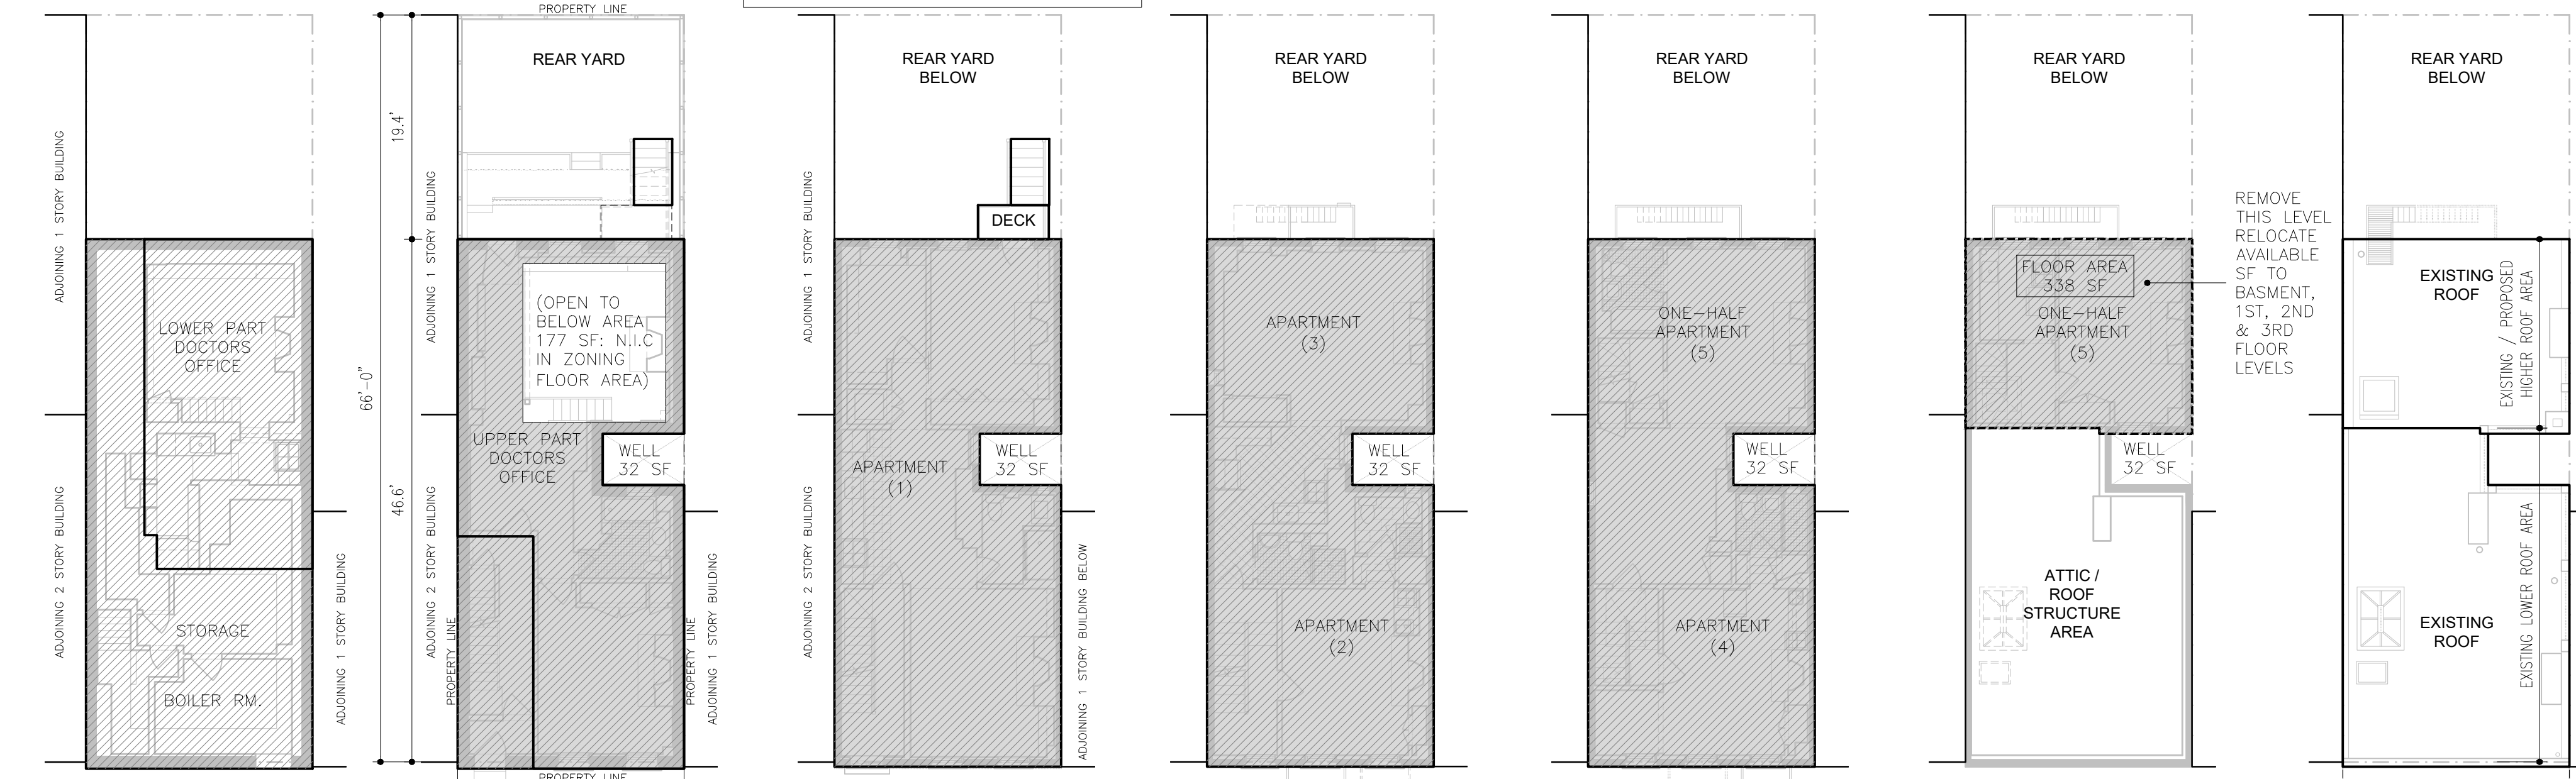 ADJOINING 1 STORY BUILDING
ADJOINING 2 STORY BUILDING
LOWER PART
DOCTORS
OFFICE
STORAGE
BOILER RM.
ADJOINING 1 STORY BUILDING
66'-0"
19.4'
46.6'
PROPERTY LINE
REAR YARD
ADJOINING 1 STORY BUILDING
ADJOINING 2 STORY BUILDING
PROPERTY LINE
(OPEN TO
BELOW AREA
177 SF: N.I.C
IN ZONING
FLOOR AREA)
UPPER PART
DOCTORS
OFFICE
WELL
32 SF
PROPERTY LINE
ADJOINING 1 STORY BUILDING
PROPERTY LINE
REAR YARD
BELOW
DECK
ADJOINING 1 STORY BUILDING
ADJOINING 2 STORY BUILDING
APARTMENT
(1)
WELL
32 SF
ADJOINING 1 STORY BUILDING BELOW
REAR YARD
BELOW
APARTMENT
(3)
WELL
32 SF
APARTMENT
(2)
REAR YARD
BELOW
ONE-HALF
APARTMENT
(5)
WELL
32 SF
APARTMENT
(4)
REAR YARD
BELOW
FLOOR AREA
338 SF
ONE-HALF
APARTMENT
(5)
WELL
32 SF
ATTIC /
ROOF
STRUCTURE
AREA
REMOVE
THIS LEVEL
RELOCATE
AVAILABLE
SF TO
BASMENT,
1ST, 2ND
& 3RD
FLOOR
LEVELS
REAR YARD
BELOW
EXISTING
ROOF
EXISTING / PROPOSED
HIGHER ROOF AREA
EXISTING
ROOF
EXISTING LOWER ROOF AREA